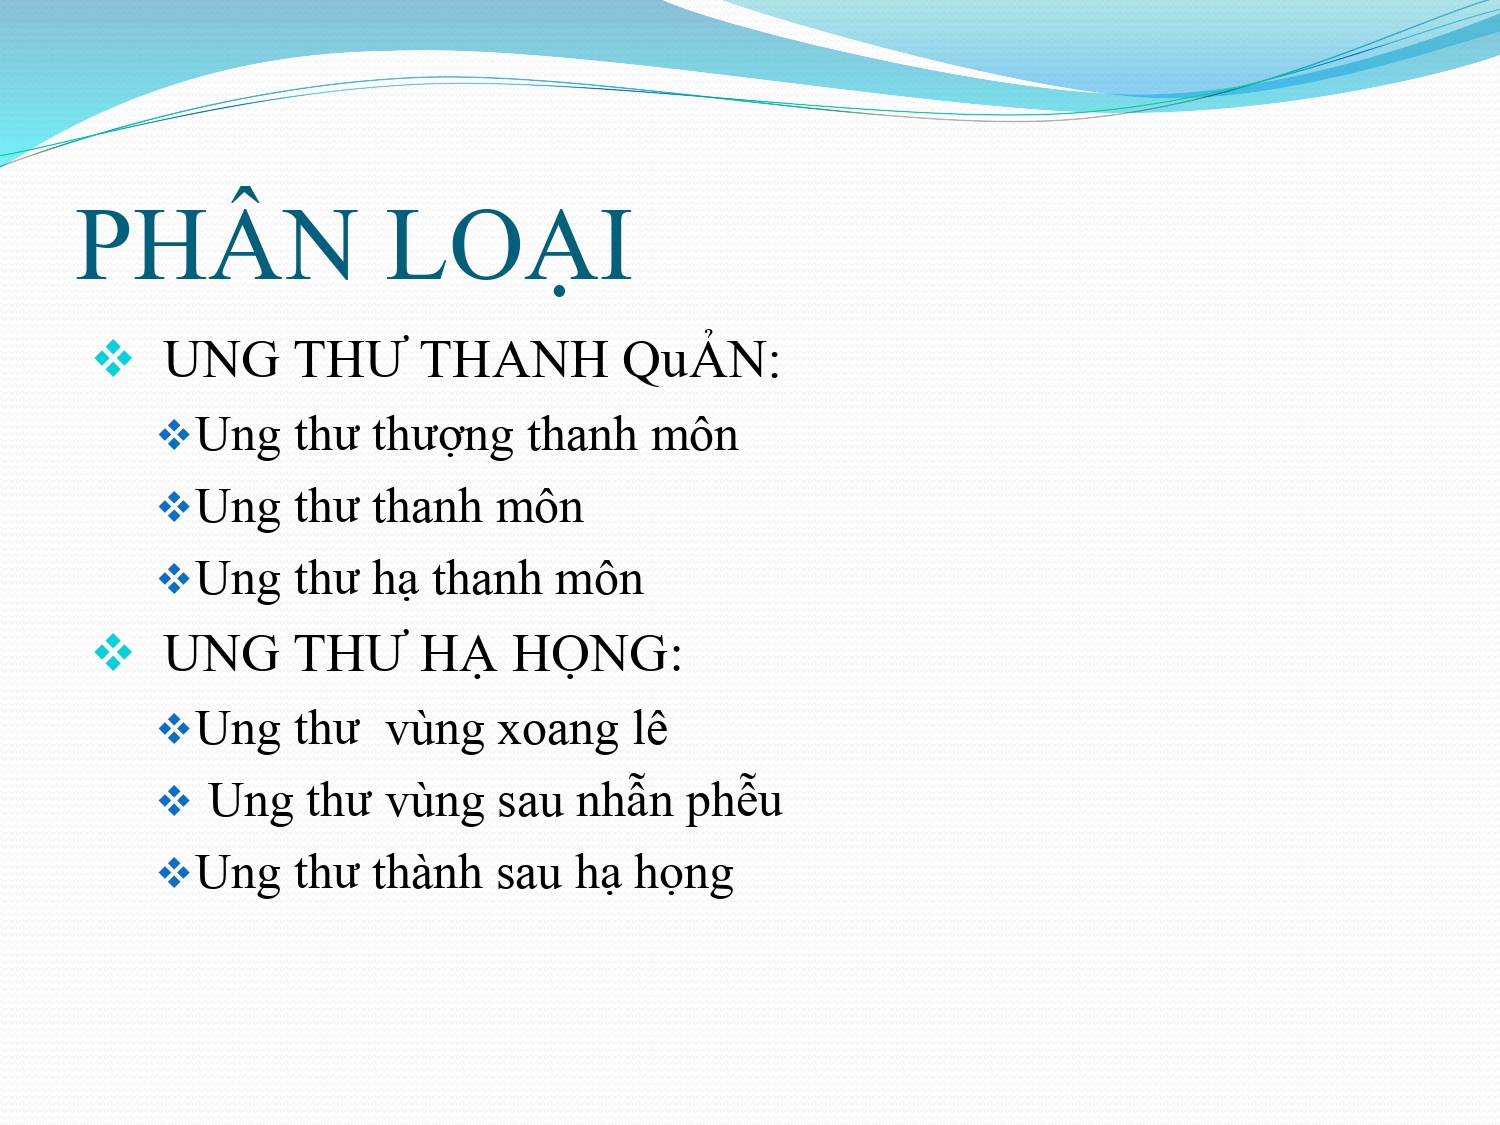 PHÂN LOẠI
UNG THƯ THANH QuẢN:
Ung thư thượng thanh môn
Ung thư thanh môn
Ung thư hạ thanh môn
UNG THƯ HẠ HỌNG:
Ung thư  vùng xoang lê
Ung thư vùng sau nhẫn phễu
Ung thư thành sau hạ họng